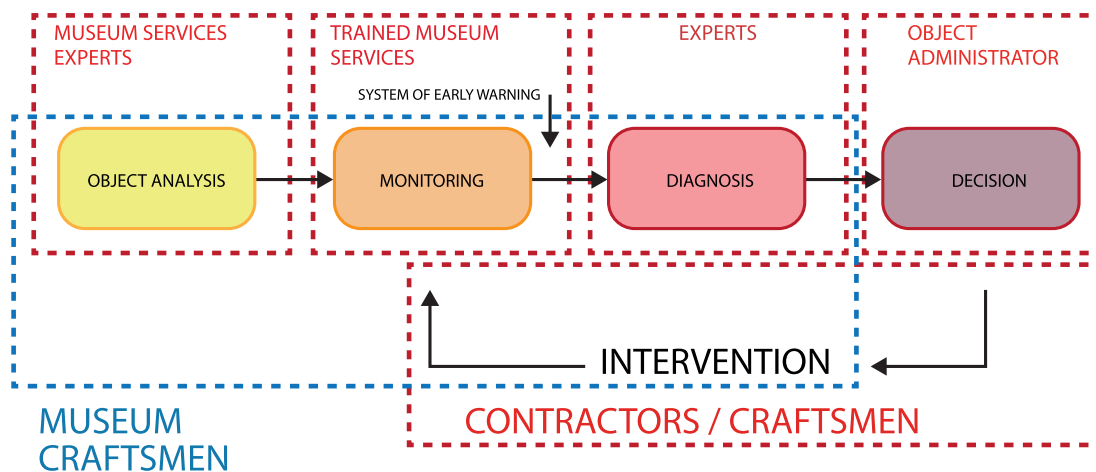 MUSEUM SERVICES
EXPERTS
TRAINED MUSEUM
SERVICES
EXPERTS
OBJECT
ADMINISTRATOR
SYSTEM OF EARLY WARNING
OBJECT ANALYSIS
MONITORING
DIAGNOSIS
DECISION
INTERVENTION
MUSEUM
CRAFTSMEN
CONTRACTORS / CRAFTSMEN